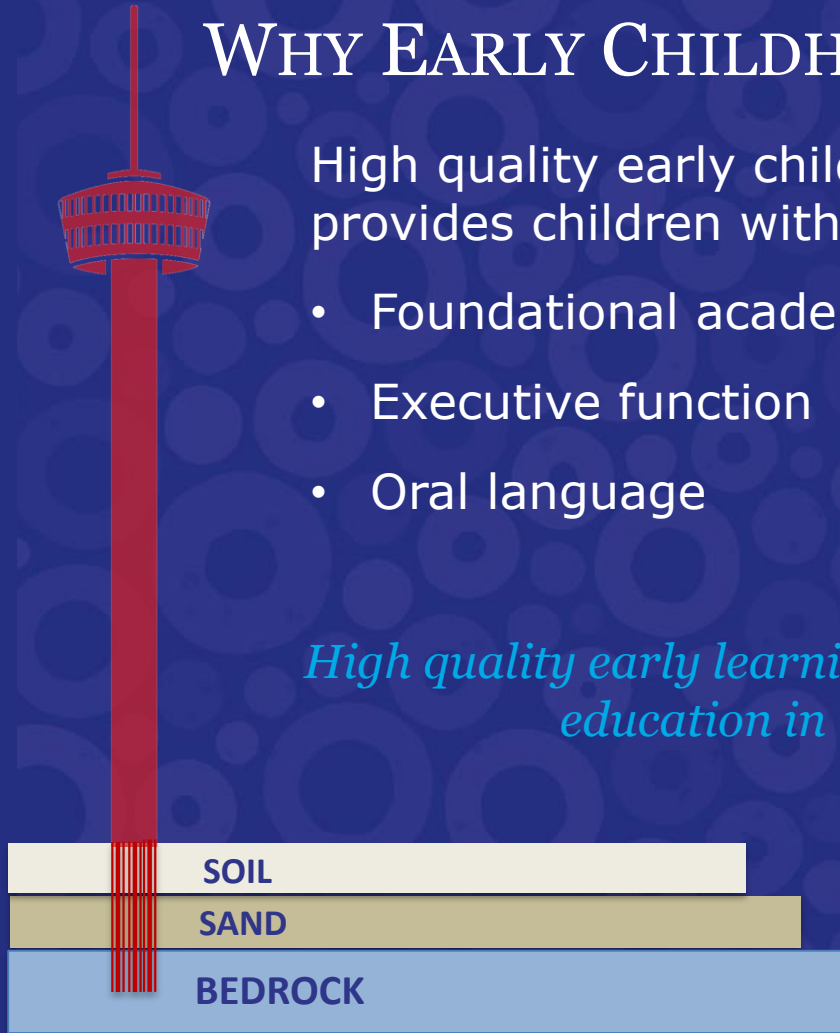 WHY EARLY CHILDH
High quality early chil
provides children with
• Foundational acade
• Executive function
• Oral language
High quality early learni
education in
SOIL
SAND
BEDROCK